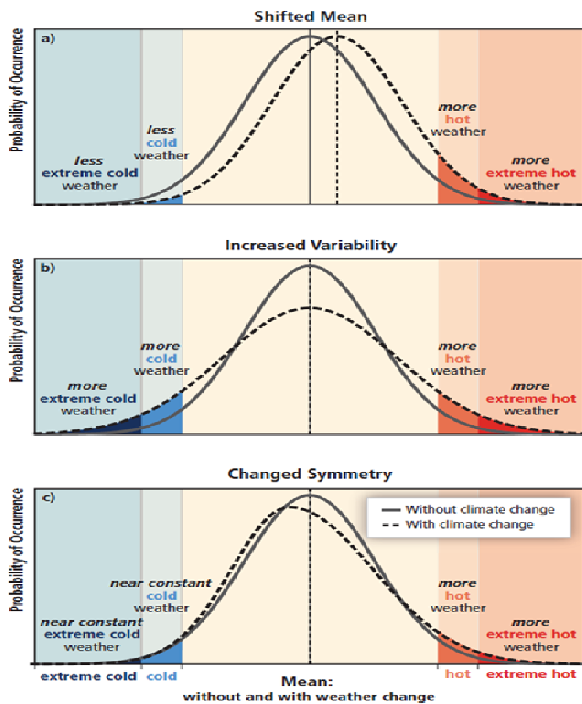 Shifted Mean
Probability of Occurrence
a)
less
extreme cold
weather
less
cold
weather
more
hot
weather
more
extreme hot
weather
Increased Variability
Probability of Occurrence
b)
more
extreme cold
weather
more
cold
weather
more
hot
weather
more
extreme hot
weather
Changed Symmetry
Probability of Occurrence
c)
Without climate change
With climate change
near constant
extreme cold
weather
near constant
cold
weather
more
hot
weather
more
extreme hot
weather
extreme cold
cold
Mean:
without and with weather change
hot
extreme hot